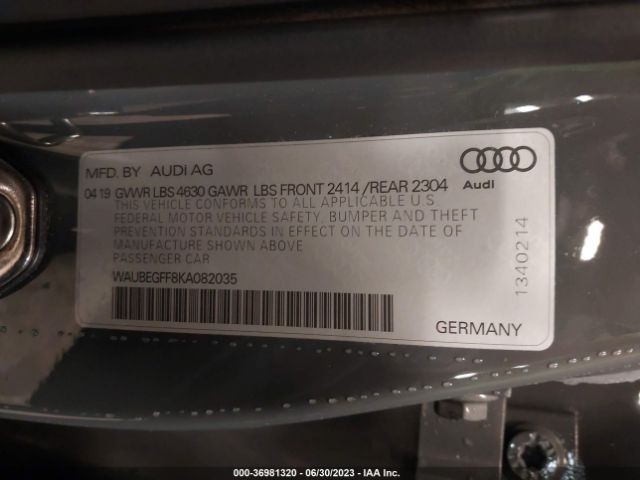 MFD. BY AUDI AG
04 19 GVWR LBS 4630 GAWR LBS FRONT 2414 / REAR 2304
THIS VEHICLE CONFORMS TO ALL APPLICABLE U S
FEDERAL MOTOR VEHICLE SAFETY, BUMPER AND THEFT
PREVENTION STANDARDS IN EFFECT ON THE DATE OF
MANUFACTURE SHOWN ABOVE
PASSENGER CAR
WAUBEGFF8KA082035
Audi
1340214
GERMANY
000-36981320 - 06/30/2023 - IAA Inc.